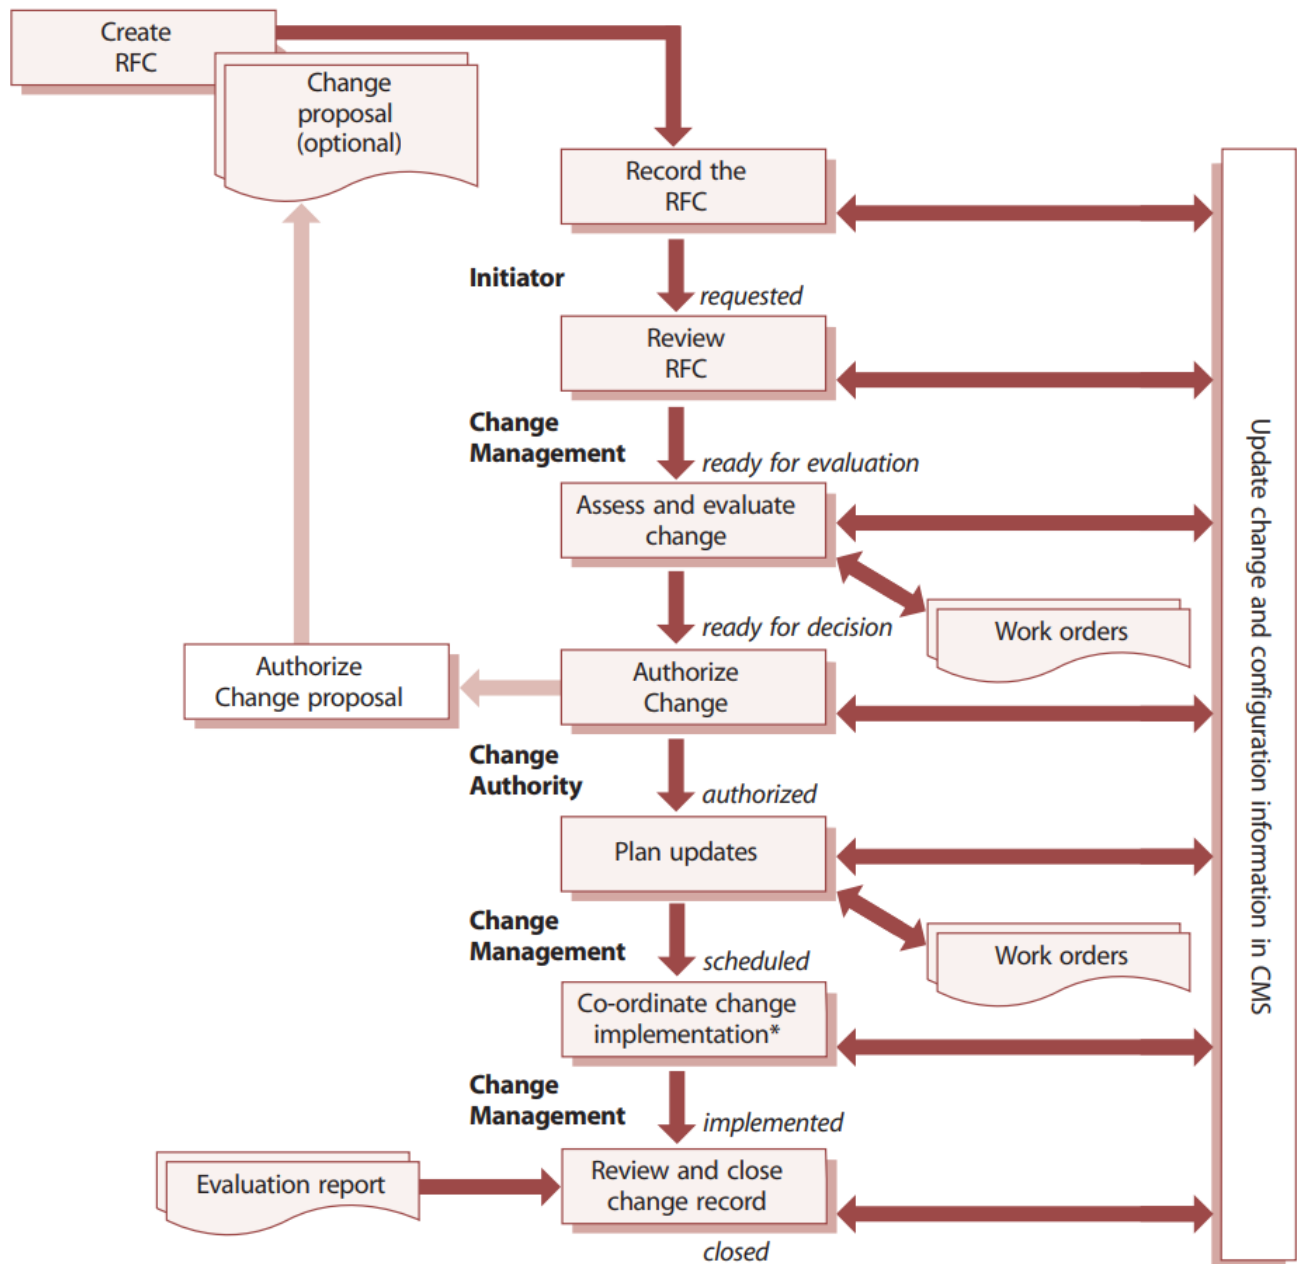 Create
RFC
Change
proposal
(optional)
Record the
RFC
Initiator
requested
Review
RFC
Change
Management
ready for evaluation
Assess and evaluate
change
Work orders
ready for decision
Authorize
Change proposal
Authorize
Change
Change
Authority
authorized
Plan updates
Work orders
Change
Management
scheduled
Co-ordinate change
implementation*
Change
Management
implemented
Evaluation report
Review and close
change record
closed
Update change and configuration information in CMS